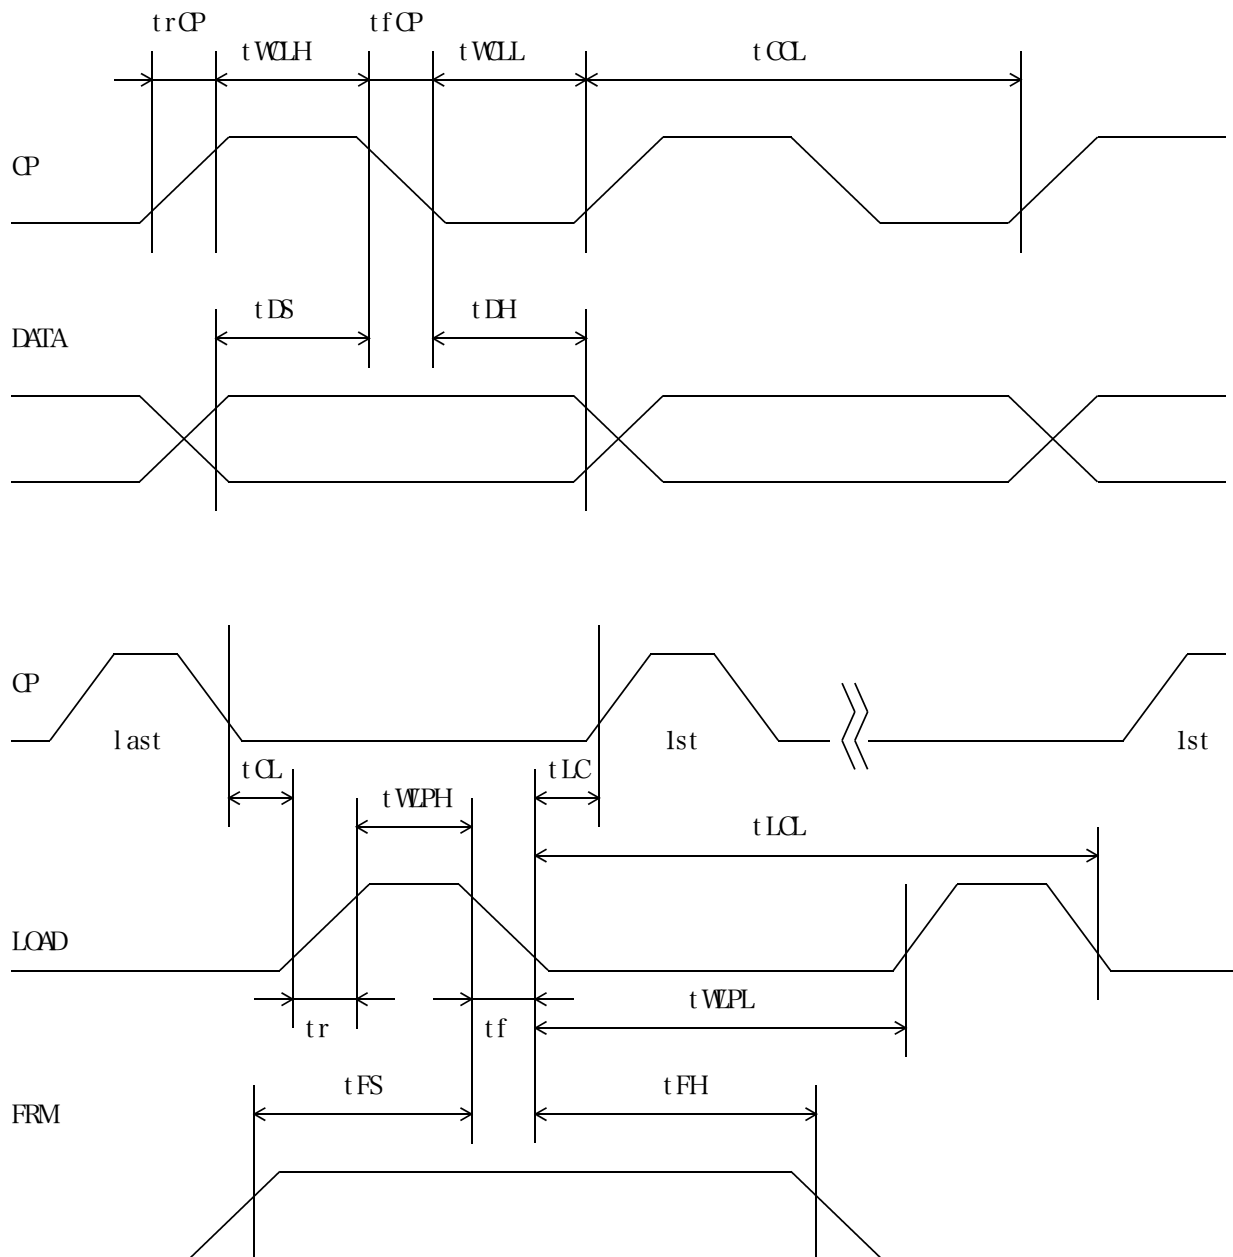 trCP
tfCP
tWCLH
tWCLL
tCCL
CP
tDS
tDH
DATA
CP
last
1st
1st
tCL
tLC
tWLPH
tLCL
LOAD
tWLPL
tr
tf
tFS
tFH
FRM